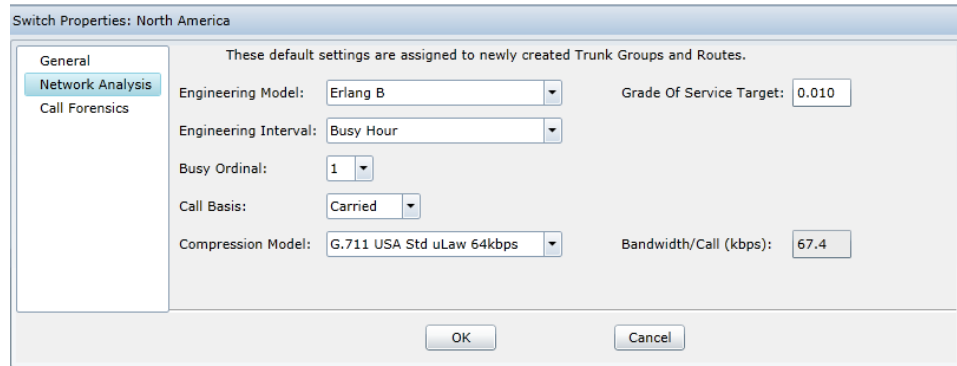 Switch Properties: North America
General
Network Analysis
Call Forensics
These default settings are assigned to newly created Trunk Groups and Routes.
Engineering Model: Erlang B Grade Of Service Target: 0.010
Engineering Interval: Busy Hour
Busy Ordinal: 1
Call Basis: Carried
Compression Model: G.711 USA Std uLaw 64kbps Bandwidth/Call (kbps): 67.4
OK Cancel